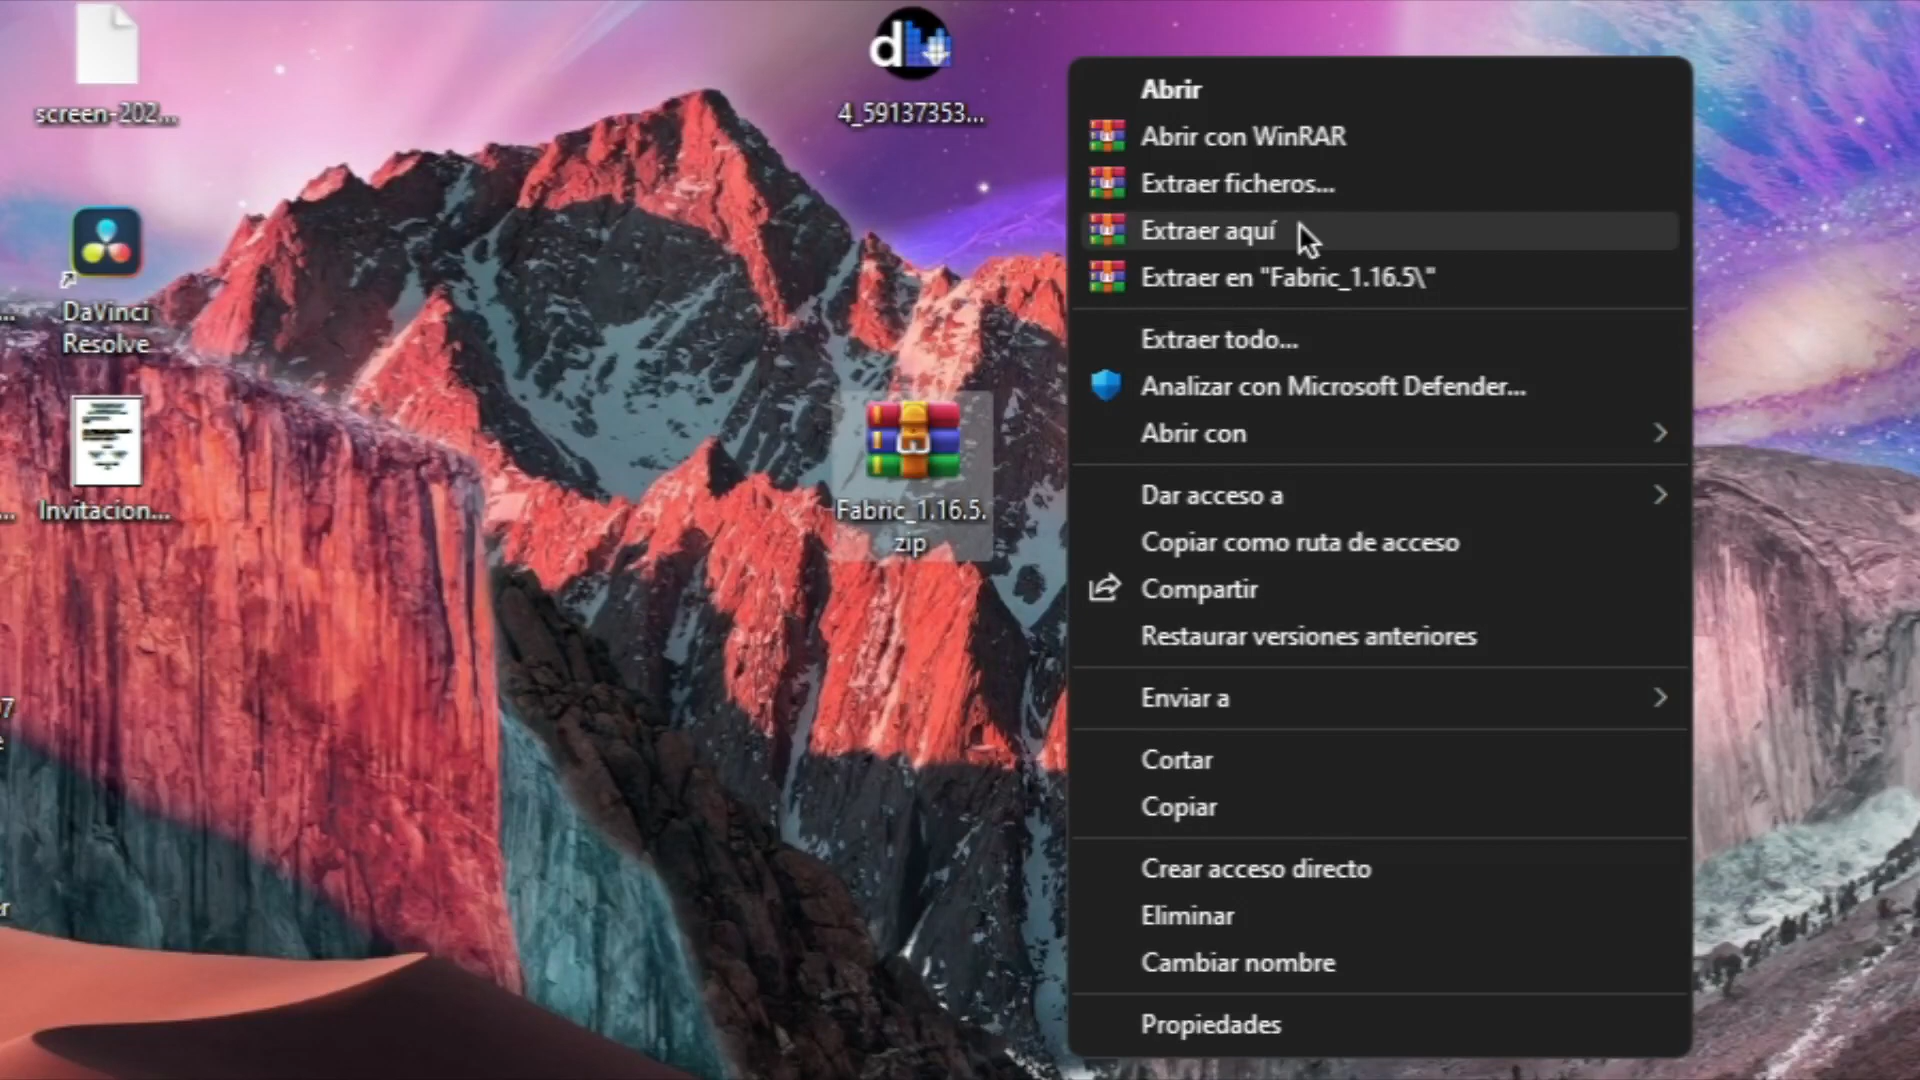 screen-202...
4_59137353...
DaVinci
Resolve
Invitacion...
Fabric_1.16.5.
zip
Abrir
Abrir con WinRAR
Extraer ficheros...
Extraer aquí
Extraer en "Fabric_1.16.5\"
Extraer todo...
Analizar con Microsoft Defender...
Abrir con
Dar acceso a
Copiar como ruta de acceso
Compartir
Restaurar versiones anteriores
Enviar a
Cortar
Copiar
Crear acceso directo
Eliminar
Cambiar nombre
Propiedades